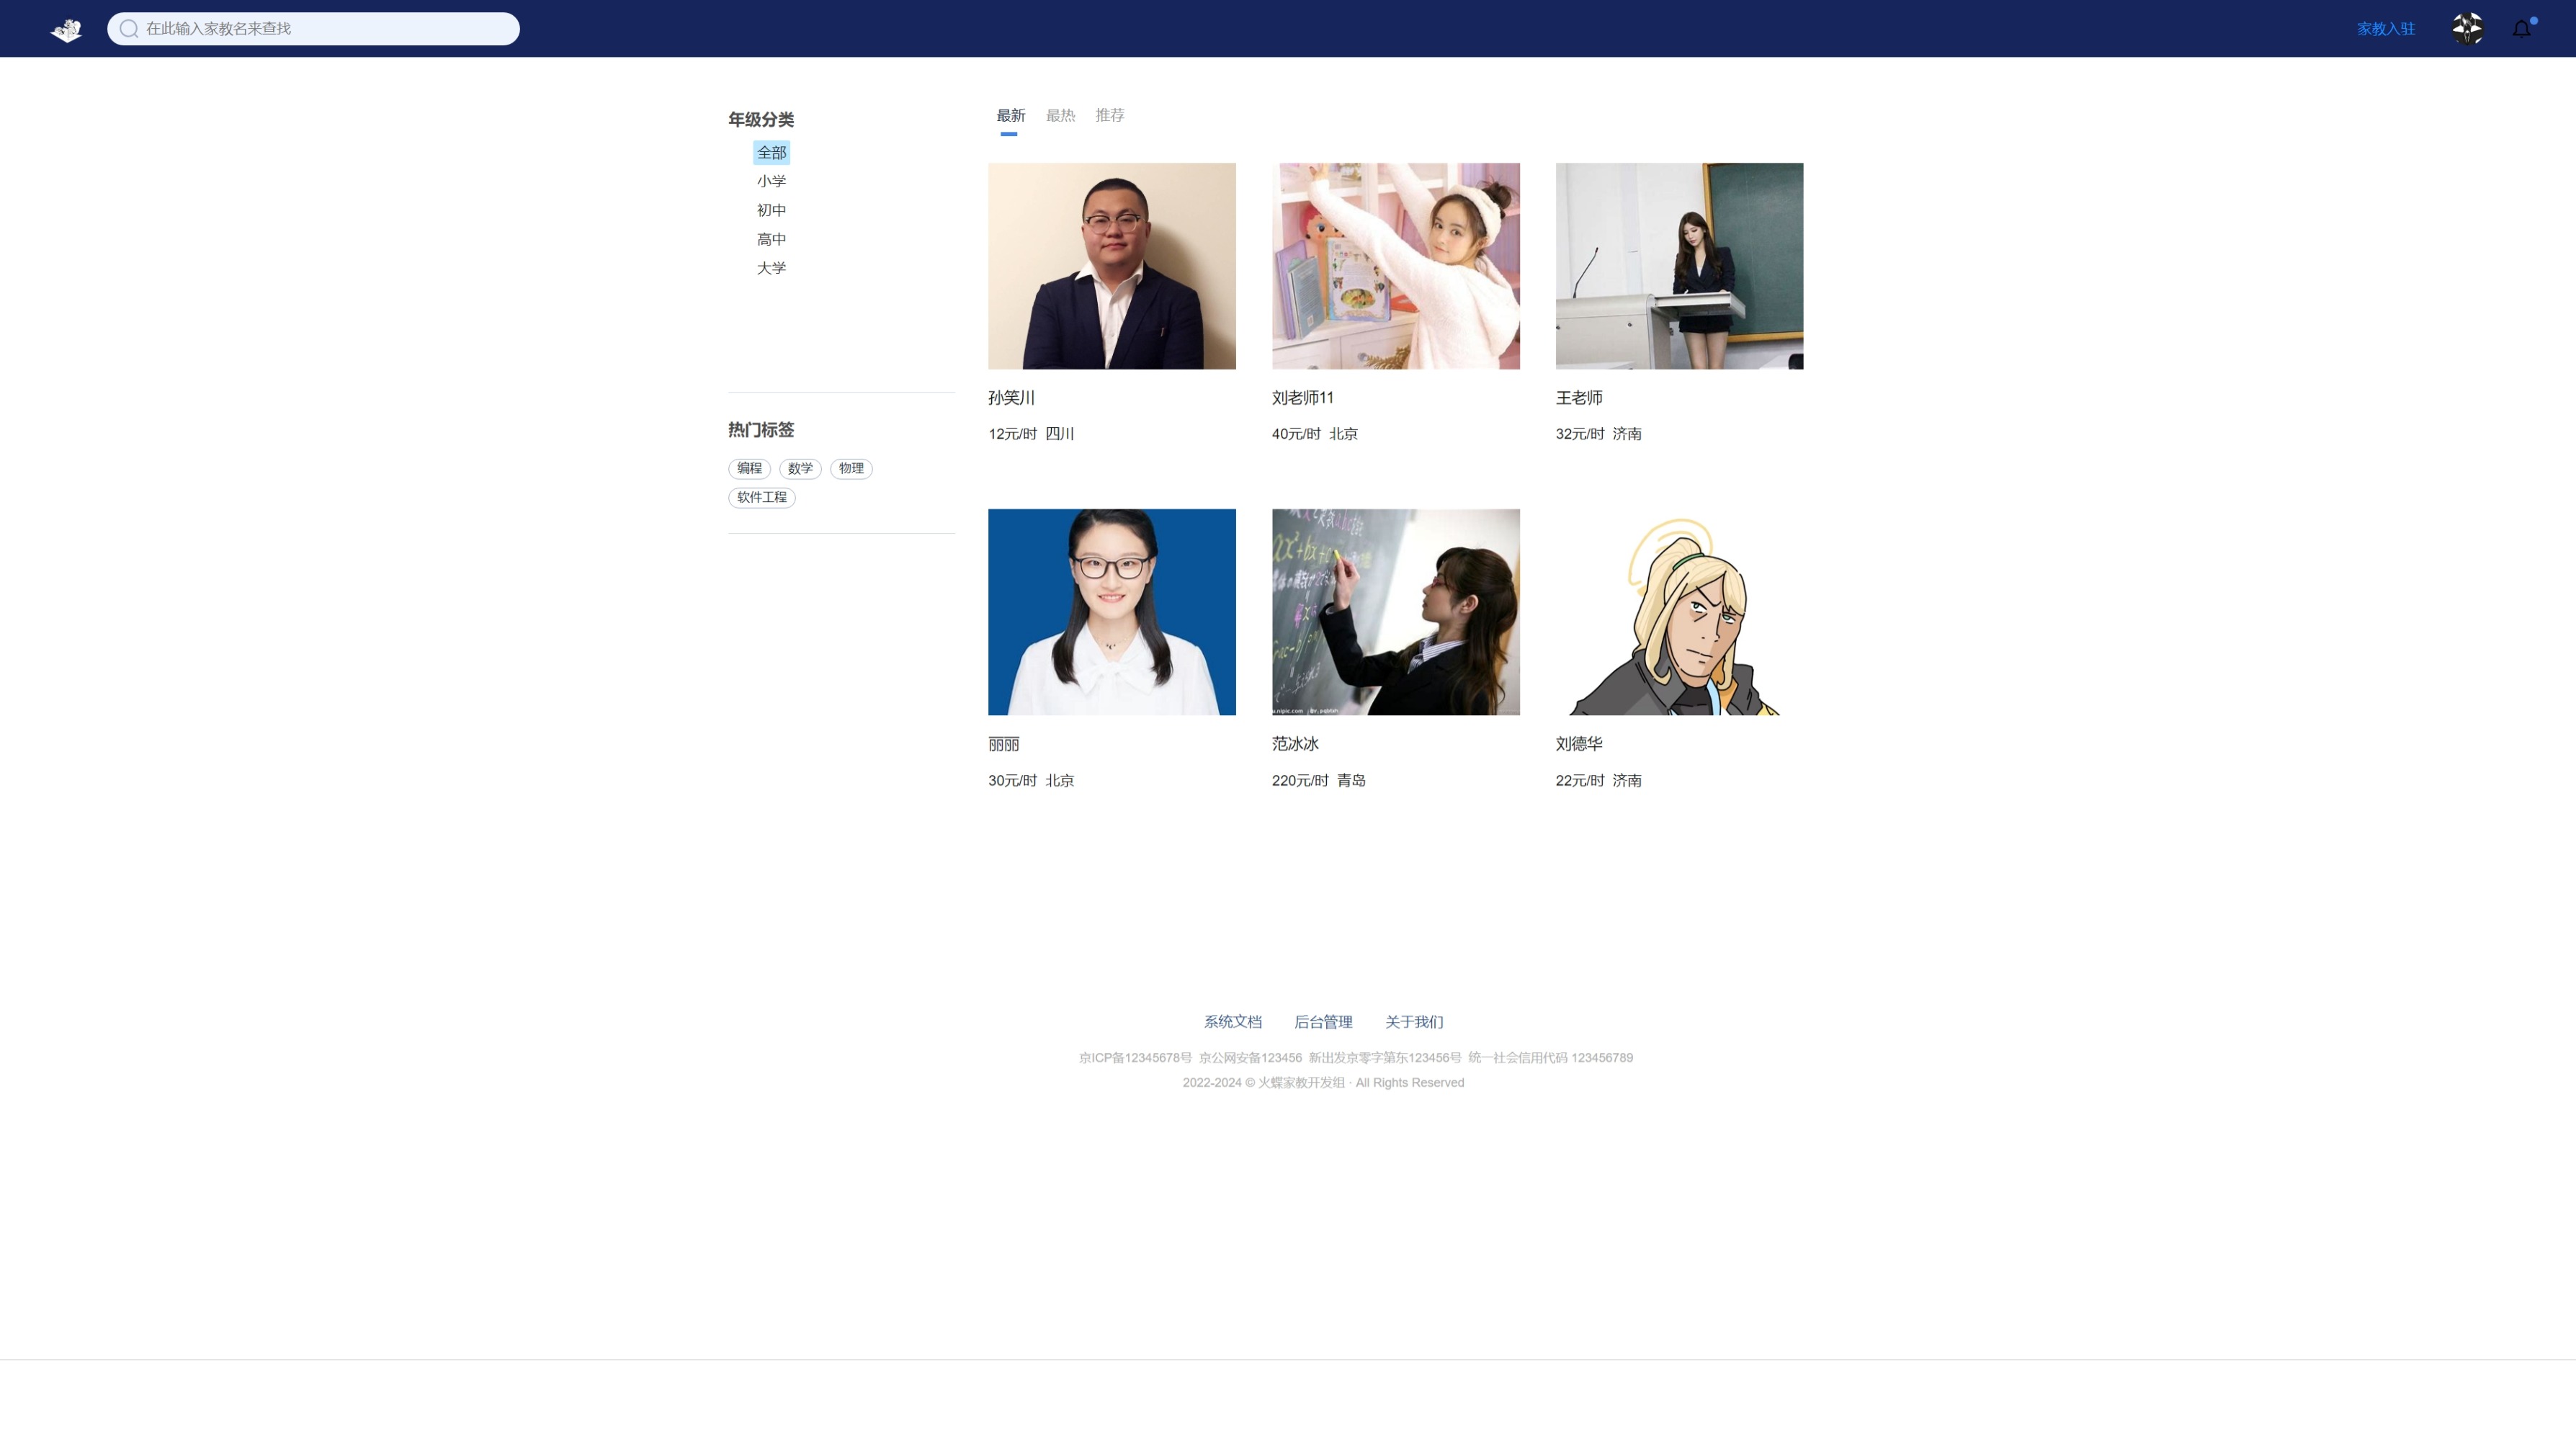 在此输入家教名来查找
家教入驻
年级分类
全部
小学
初中
高中
大学
热门标签
编程 数学 物理
软件工程
最新 最热 推荐
孙笑川
12元/时 四川
刘老师11
40元/时 北京
王老师
32元/时 济南
丽丽
30元/时 北京
范冰冰
220元/时 青岛
刘德华
22元/时 济南
系统文档 后台管理 关于我们
京ICP备12345678号 京公网安备123456 新出发京零字第东123456号 统一社会信用代码 123456789
2022-2024 © 火蝶家教开发组 · All Rights Reserved